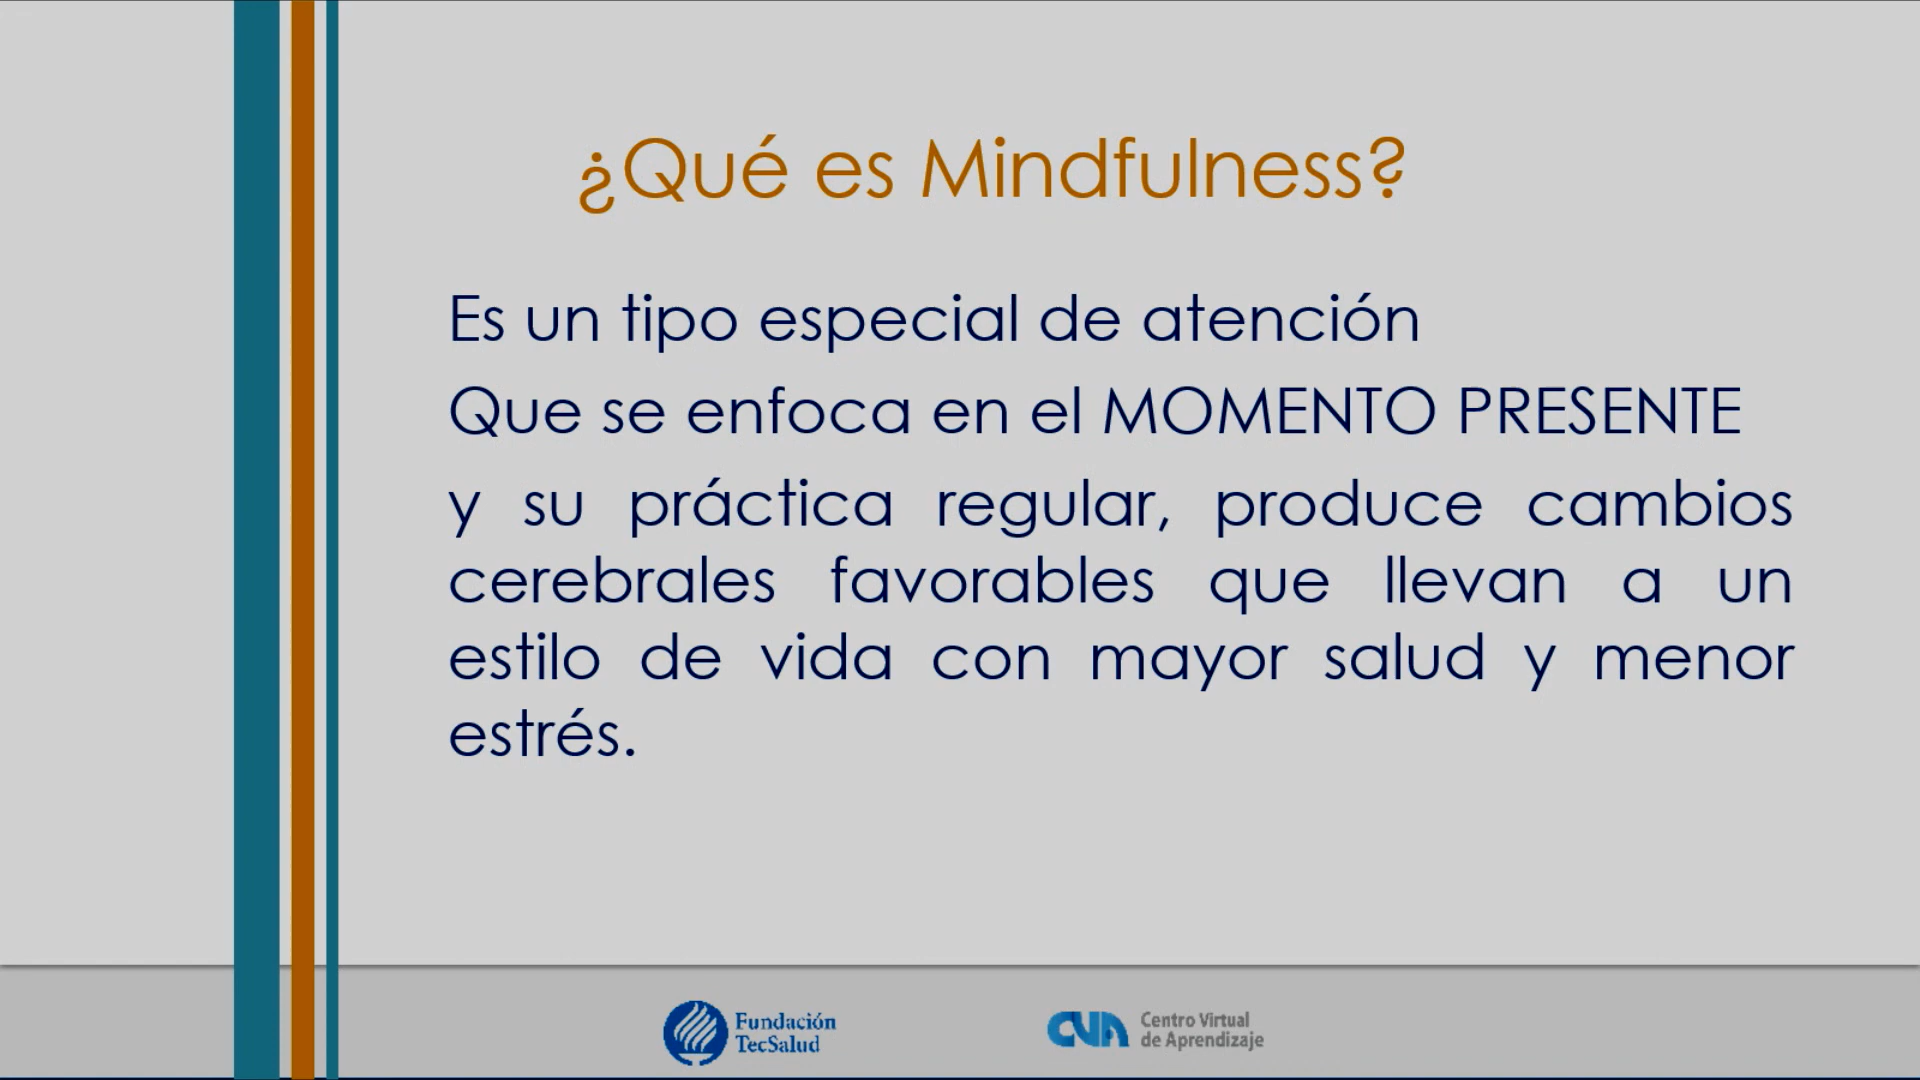 ¿Qué es Mindfulness?
Es un tipo especial de atención
Que se enfoca en el MOMENTO PRESENTE
y su práctica regular, produce cambios
cerebrales favorables que llevan a un
estilo de vida con mayor salud y menor
estrés.
Fundación
TecSalud
CVA
Centro Virtual
de Aprendizaje